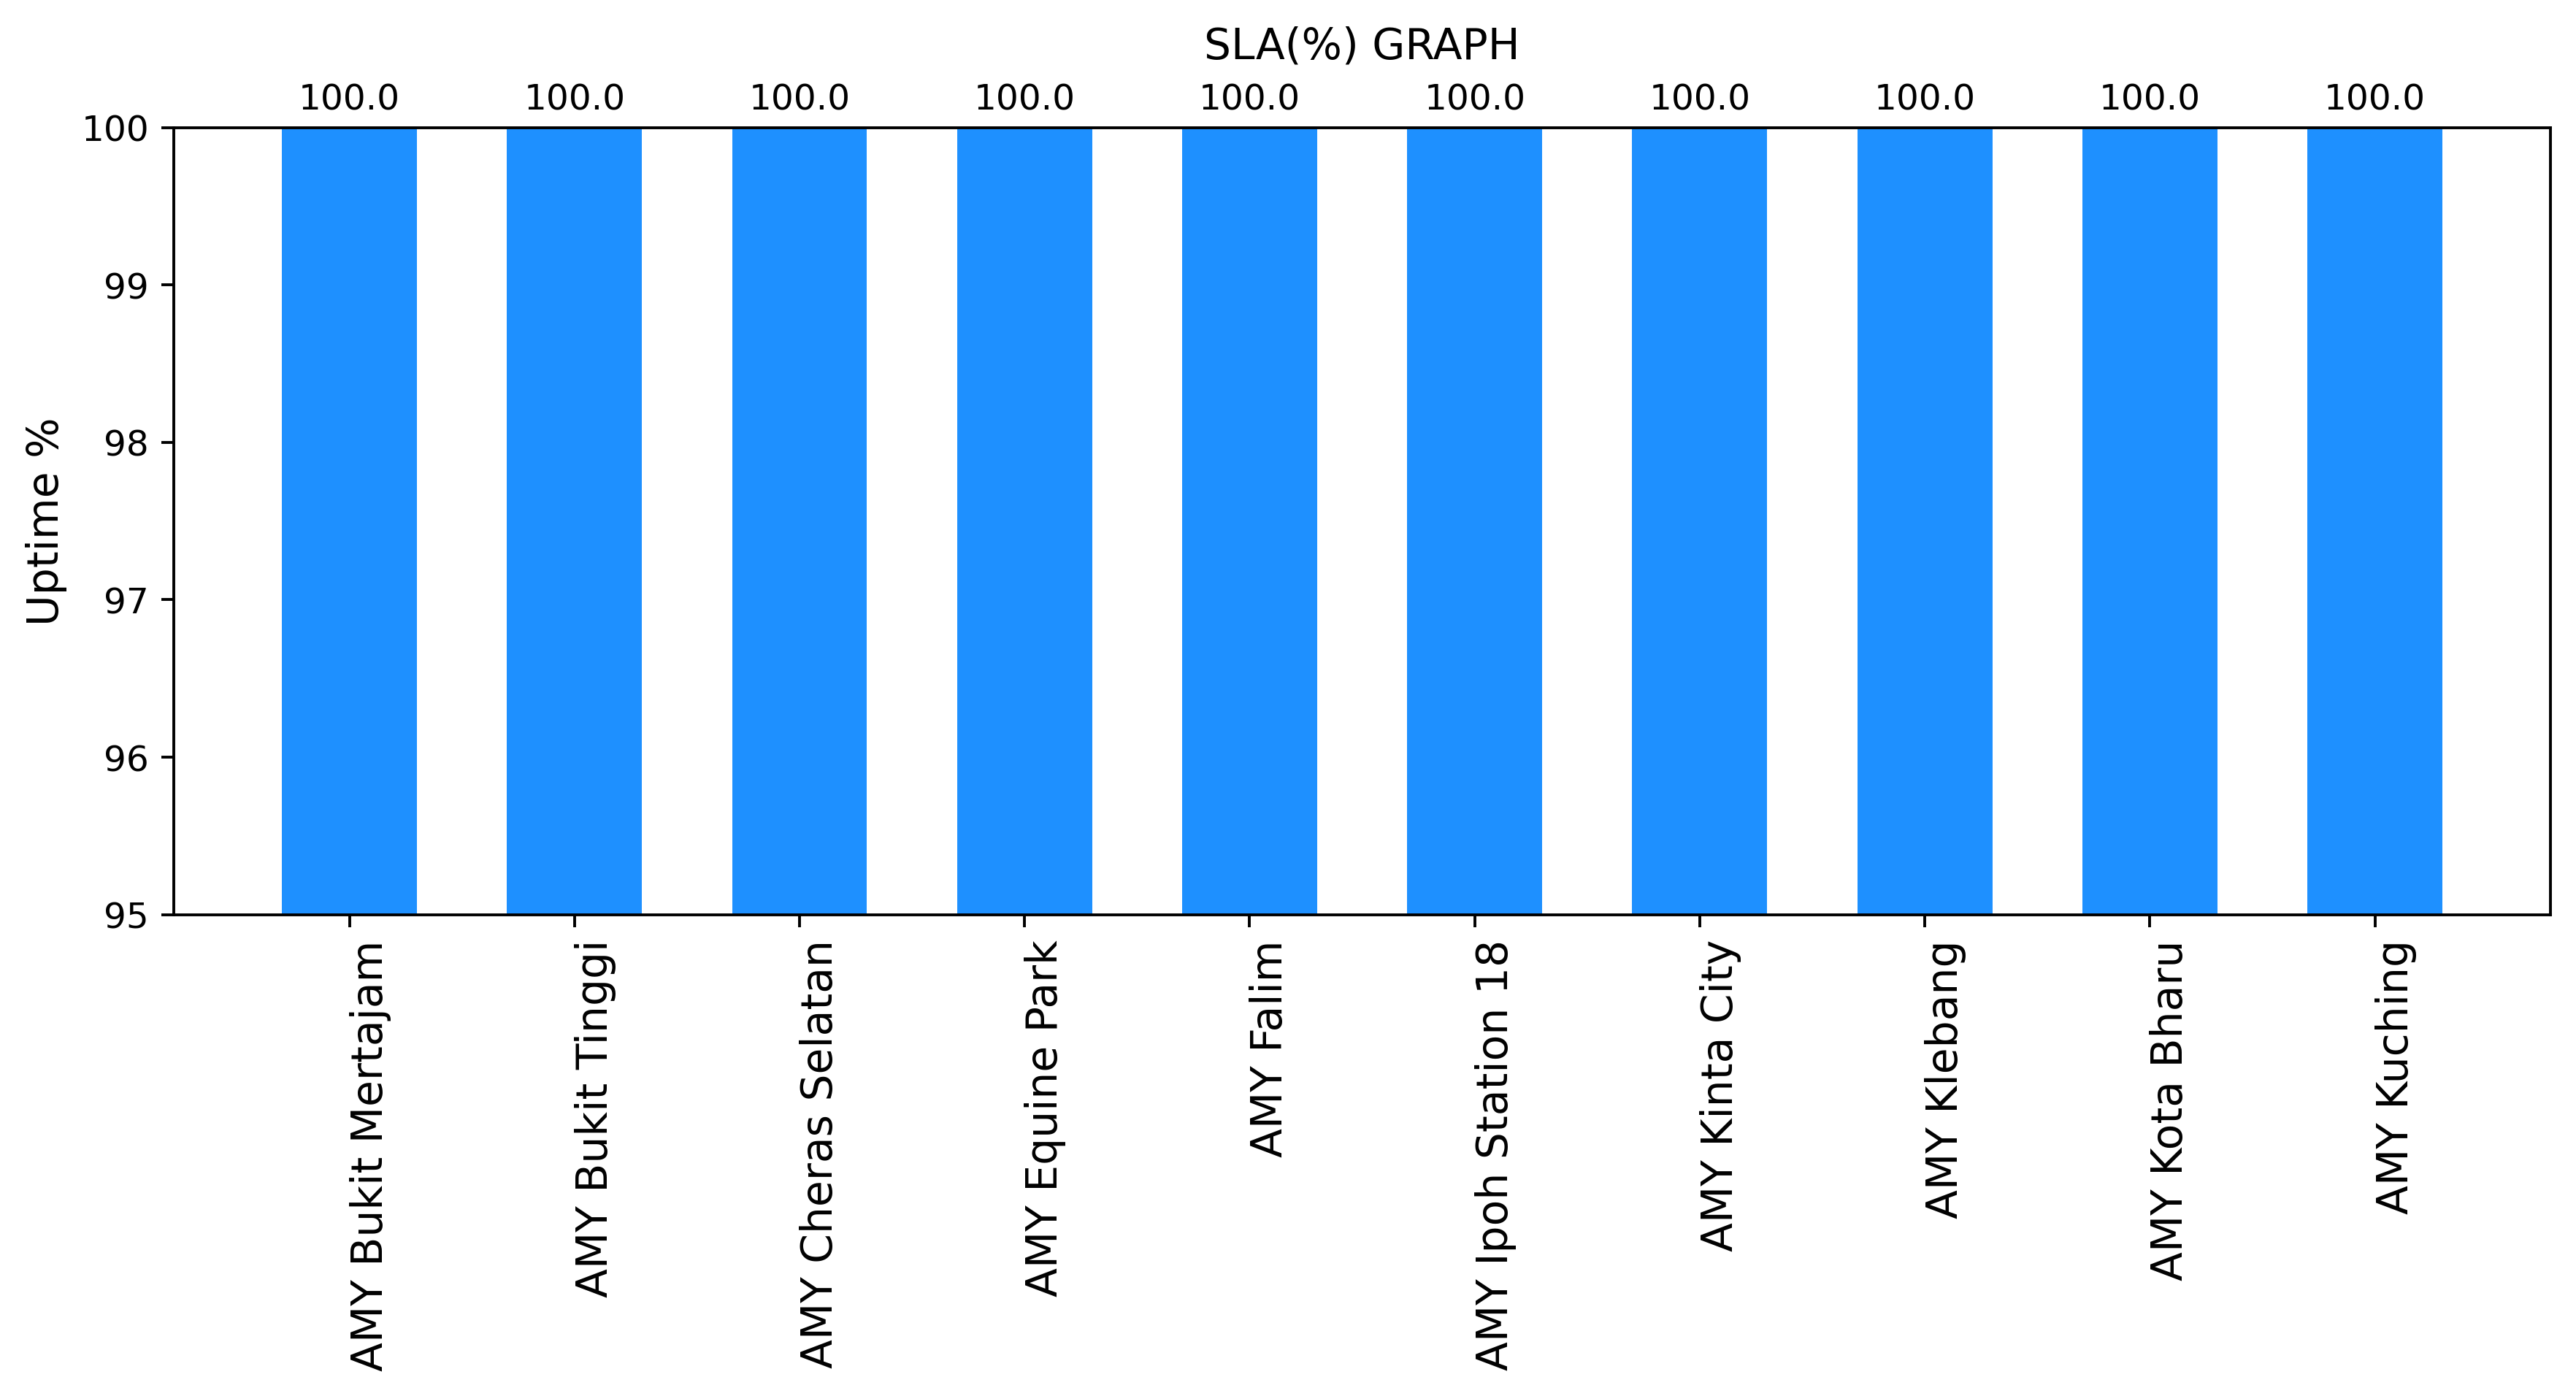 SLA(%) GRAPH
100.0 100.0 100.0 100.0 100.0 100.0 100.0 100.0 100.0 100.0
100
99
98
97
96
95
Uptime %
AMY Bukit Mertajam
AMY Bukit Tinggi
AMY Cheras Selatan
AMY Equine Park
AMY Falim
AMY Ipoh Station 18
AMY Kinta City
AMY Klebang
AMY Kota Bharu
AMY Kuching